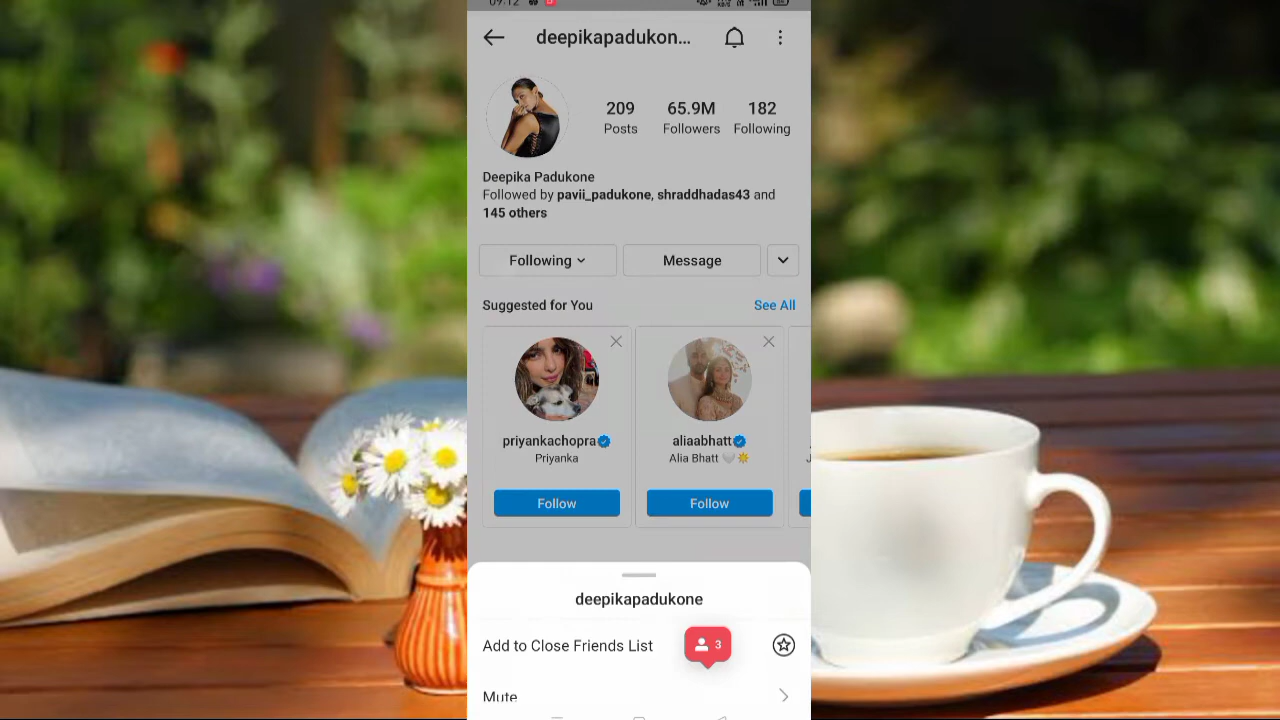 09:12
deepikapadukon...
209 65.9M 182
Posts Followers Following
Deepika Padukone
Followed by pavii_padukone, shraddhadas43 and
145 others
Following Message
Suggested for You See All
priyankachopra aliaabhatt
Priyanka Alia Bhatt 🤍☀️
Follow Follow
deepikapadukone
Add to Close Friends List 3
Mute